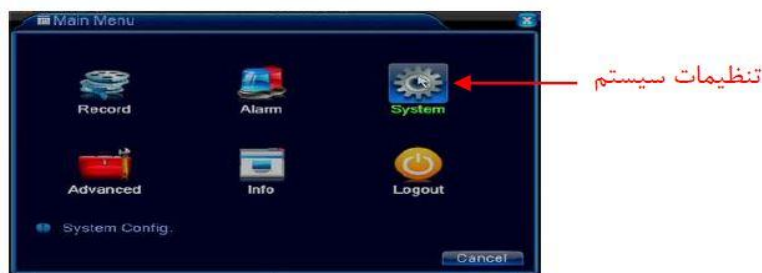 Main Menu
تنظیمات سیستم
Record
Alarm
System
Advanced
Info
Logout
System Config.
Cancel